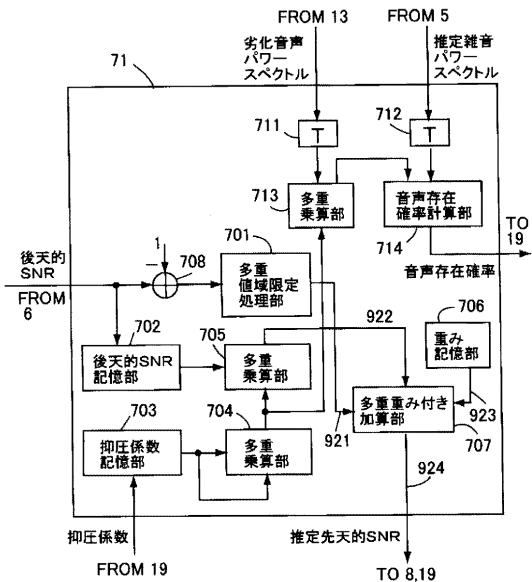 FROM 13
FROM 5
劣化音声
パワー
スペクトル
推定雑音
パワー
スペクトル
71
711
T
712
T
713
多重
乗算部
音声存在
確率計算部
714
TO
19
音声存在確率
後天的
SNR
FROM
6
1
−
708
701
多重
値域限定
処理部
706
重み
記憶部
702
後天的SNR
記憶部
705
多重
乗算部
922
923
703
抑圧係数
記憶部
704
多重
乗算部
921
多重重み付き
加算部
707
924
抑圧係数
FROM 19
推定先天的SNR
TO 8,19